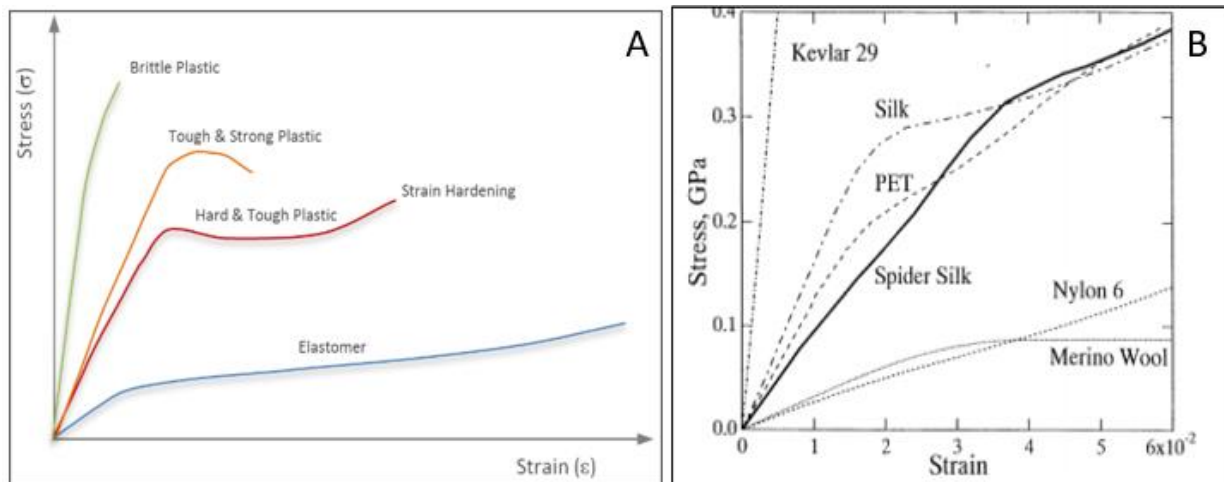 A
Brittle Plastic
Tough & Strong Plastic
Strain Hardening
Hard & Tough Plastic
Elastomer
Stress (σ)
Strain (ε)
B
Kevlar 29
Silk
PET
Spider Silk
Nylon 6
Merino Wool
Stress, GPa
0.3
0.2
0.1
0.0
0 1 2 3 4 5 6x10⁻²
Strain